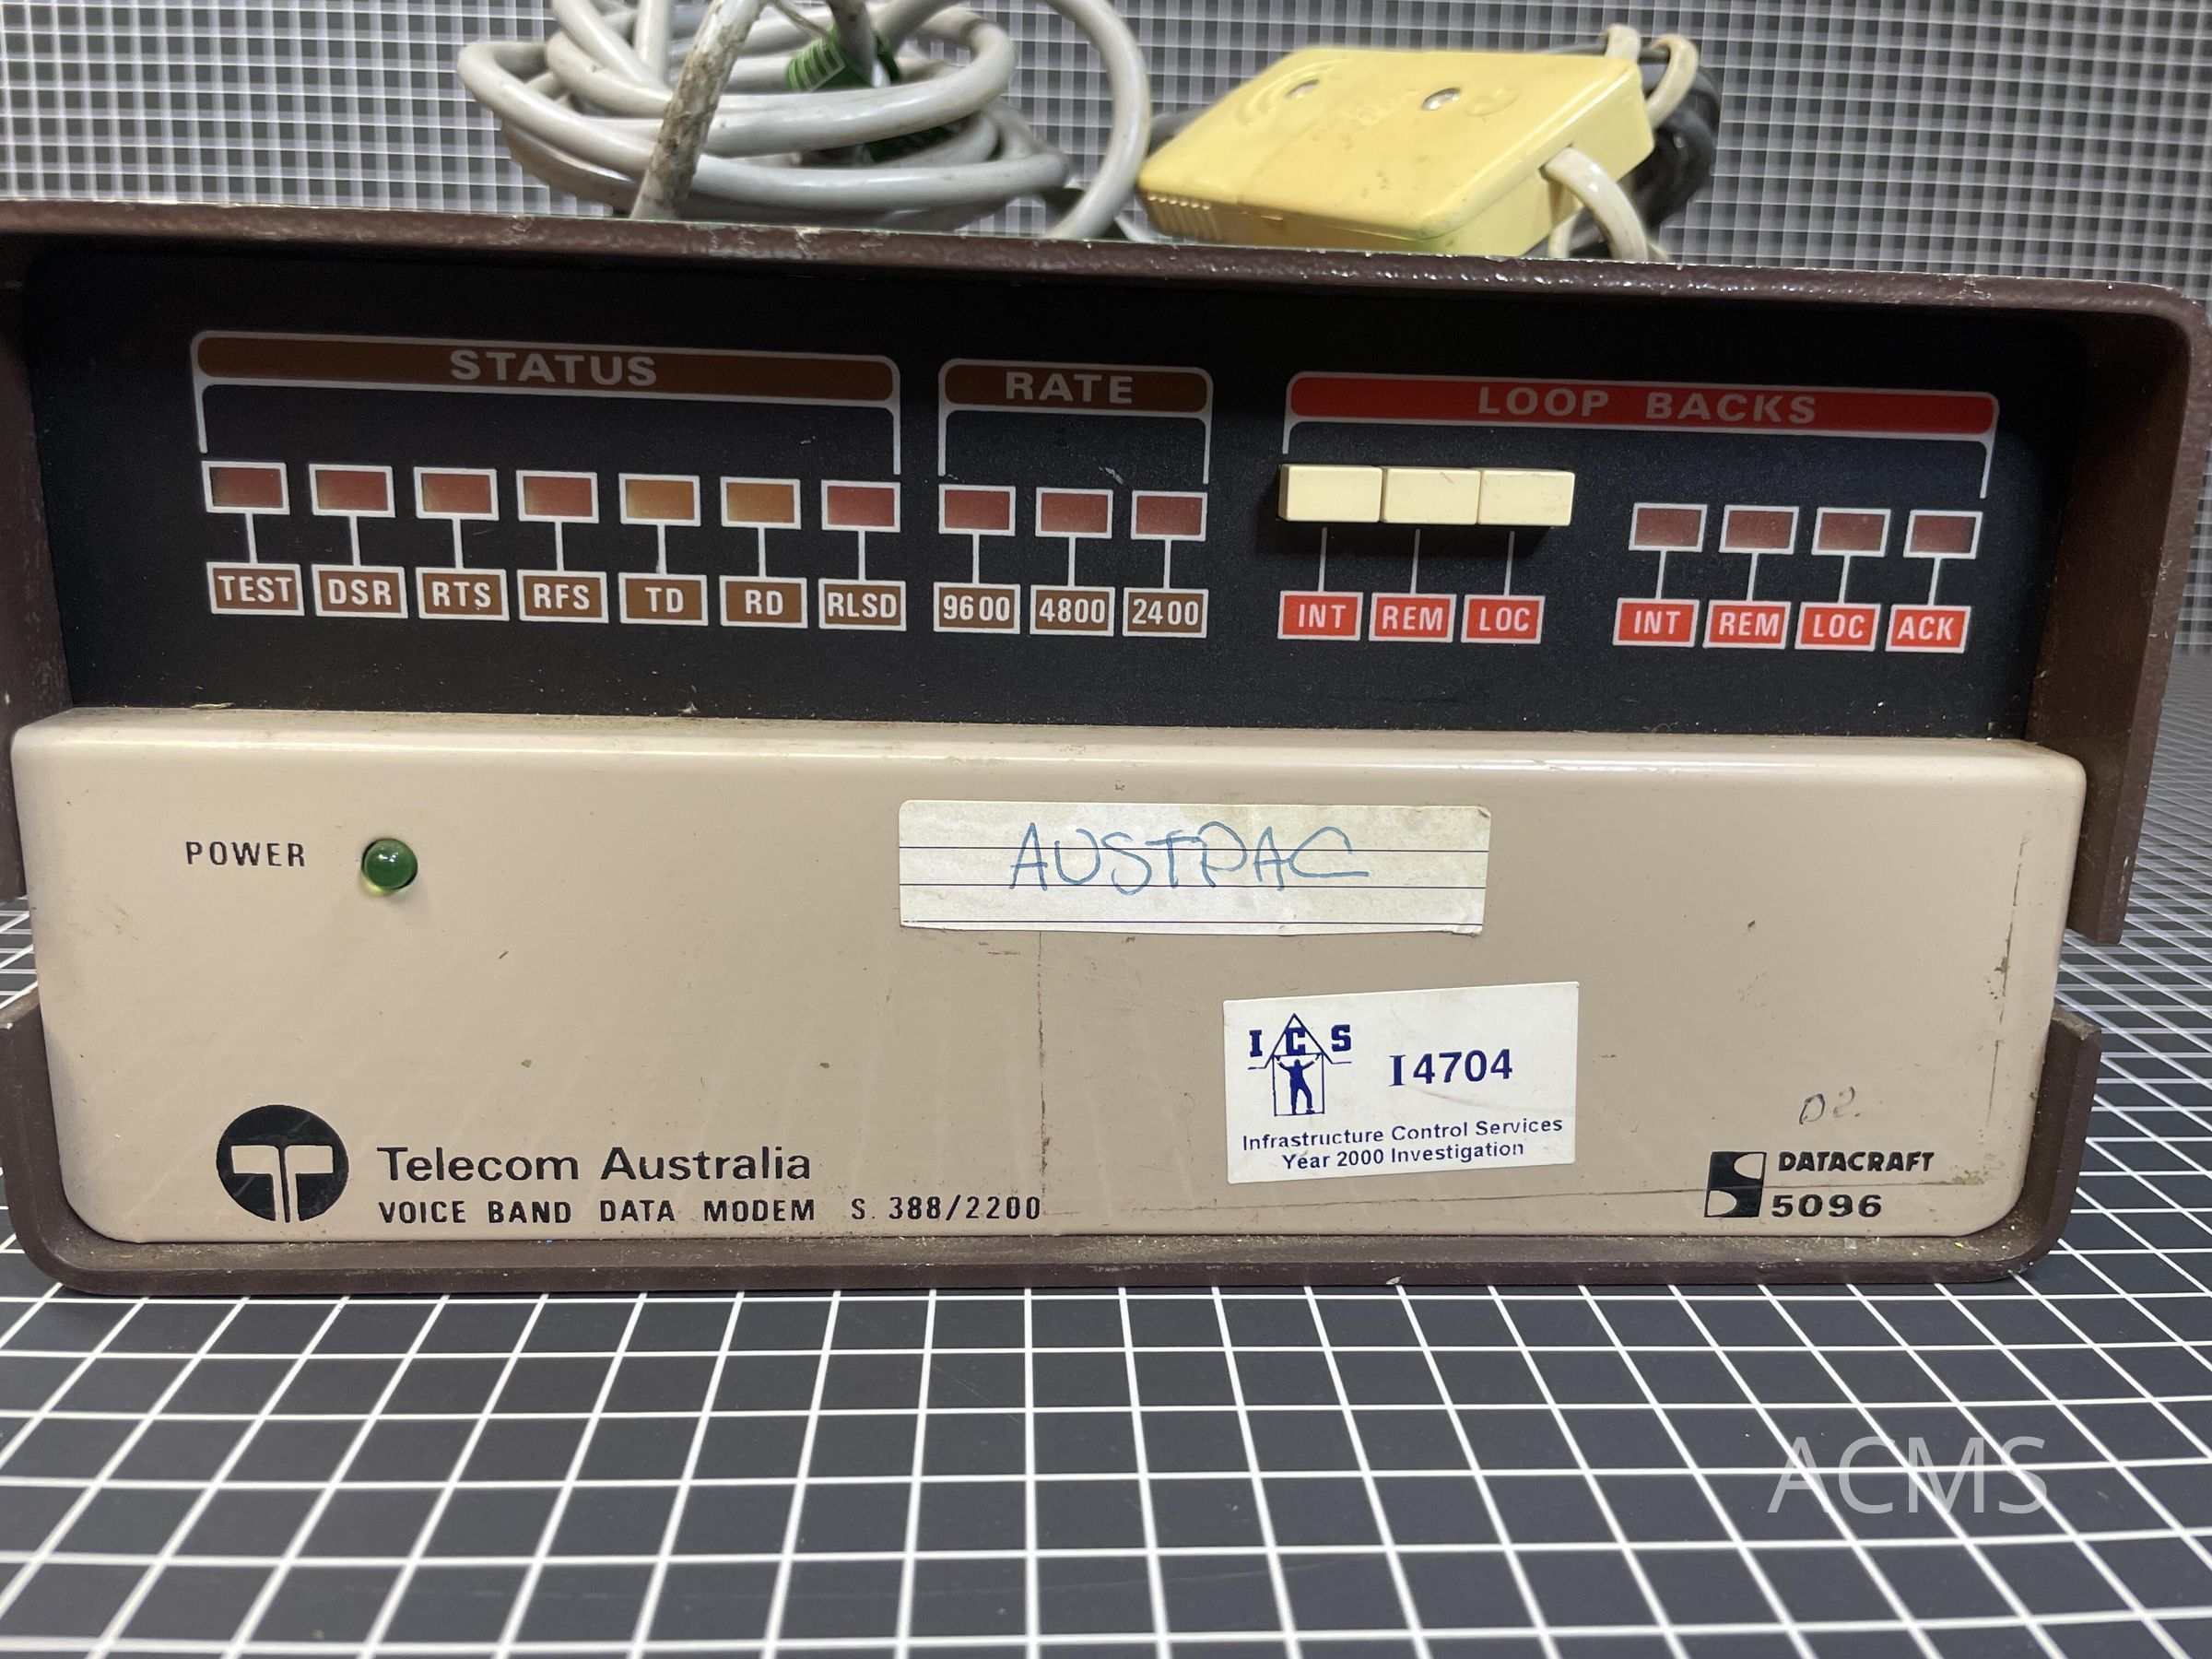 STATUS RATE LOOP BACKS
TEST DSR RTS RFS TD RD RLSD 9600 4800 2400 INT REM LOC INT REM LOC ACK
POWER
AUSTPAC
ICS I4704
Infrastructure Control Services
Year 2000 Investigation
Telecom Australia
VOICE BAND DATA MODEM S. 388/2200
D2.
DATACRAFT
5096
ACMS